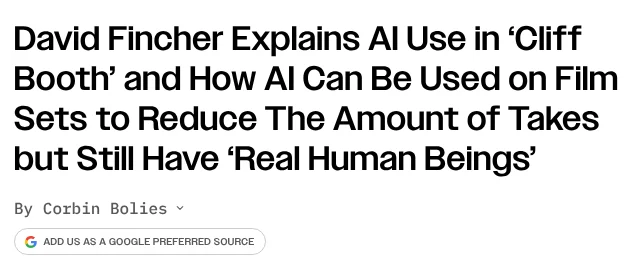 David Fincher Explains AI Use in ‘Cliff
Booth’ and How AI Can Be Used on Film
Sets to Reduce The Amount of Takes
but Still Have ‘Real Human Beings’
By Corbin Bolies
ADD US AS A GOOGLE PREFERRED SOURCE